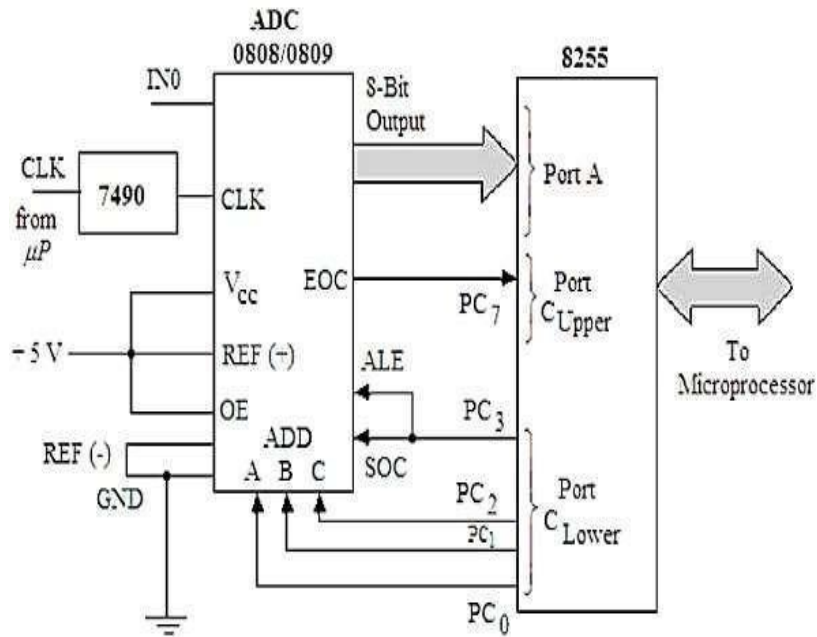 ADC
0808/0809
8255
IN0
8-Bit
Output
CLK
7490
CLK
from
µP
Port A
VCC
EOC
PC7
Port
CUpper
+ 5 V
REF (+)
To
Microprocessor
ALE
OE
PC3
REF (-)
ADD
SOC
A B C
GND
PC2
Port
CLower
PC1
PC0